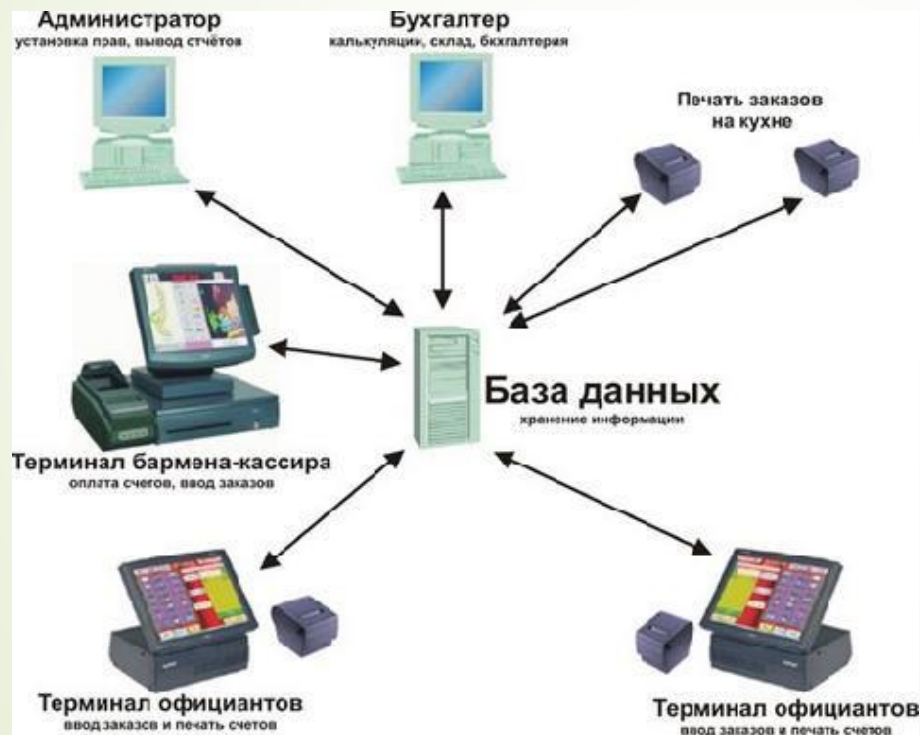 Администратор
установка прав, вывод отчётов
Бухгалтер
калькуляции, склад, бкхгалтерия
Печать заказов
на кухне
База данных
хранение информации
Терминал бармена-кассира
оплата счегов, ввод заказов
Терминал официантов
ввод заказов и печать счетов
Терминал официантов
ввод заказов и печать счетов